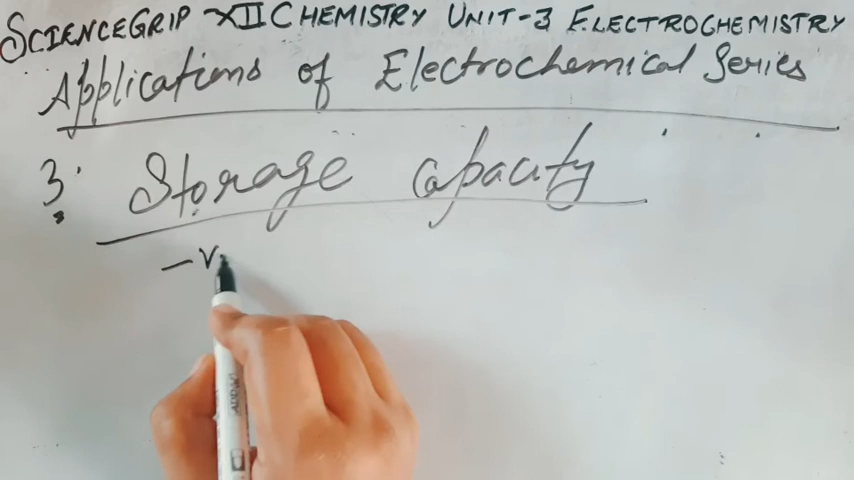 SCIENCEGRIP XII CHEMISTRY UNIT-3 ELECTROCHEMISTRY
Applications of Electrochemical Series
3. Storage Capacity
-V